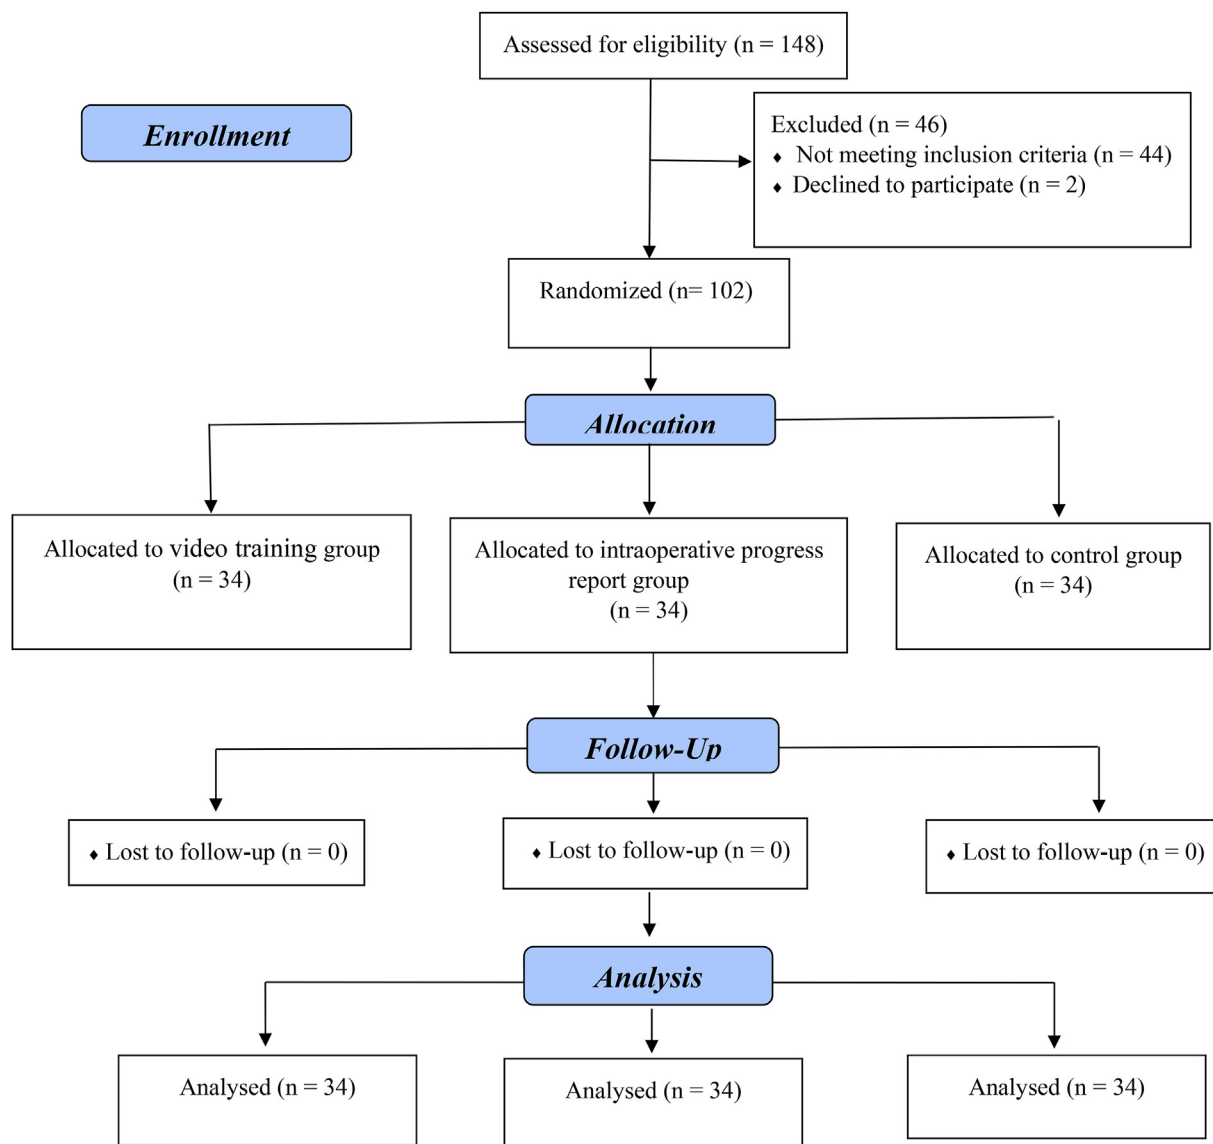 Assessed for eligibility (n = 148)
Enrollment
Excluded (n = 46)
♦ Not meeting inclusion criteria (n = 44)
♦ Declined to participate (n = 2)
Randomized (n= 102)
Allocation
Allocated to video training group
(n = 34)
Allocated to intraoperative progress
report group
(n = 34)
Allocated to control group
(n = 34)
Follow-Up
♦ Lost to follow-up (n = 0)
♦ Lost to follow-up (n = 0)
♦ Lost to follow-up (n = 0)
Analysis
Analysed (n = 34)
Analysed (n = 34)
Analysed (n = 34)